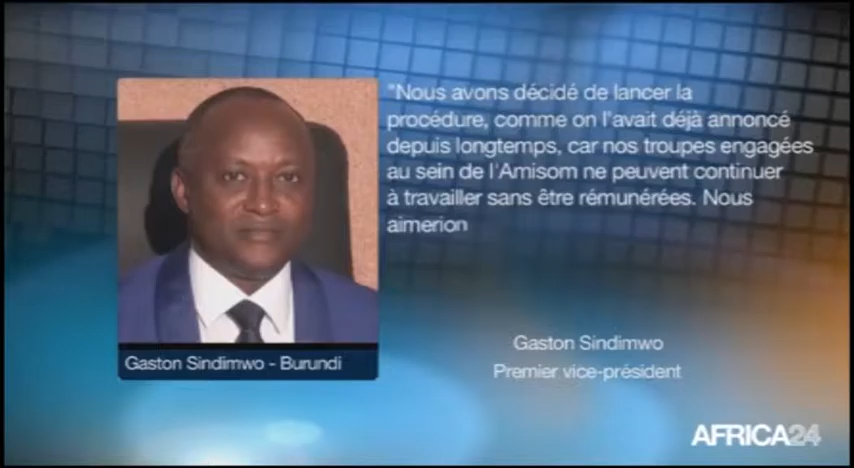 "Nous avons décidé de lancer la
procédure, comme on l'avait déjà annoncé
depuis longtemps, car nos troupes engagées
au sein de l'Amisom ne peuvent continuer
à travailler sans être rémunérées. Nous
aimerion
Gaston Sindimwo - Burundi
Gaston Sindimwo
Premier vice-président
AFRICA24